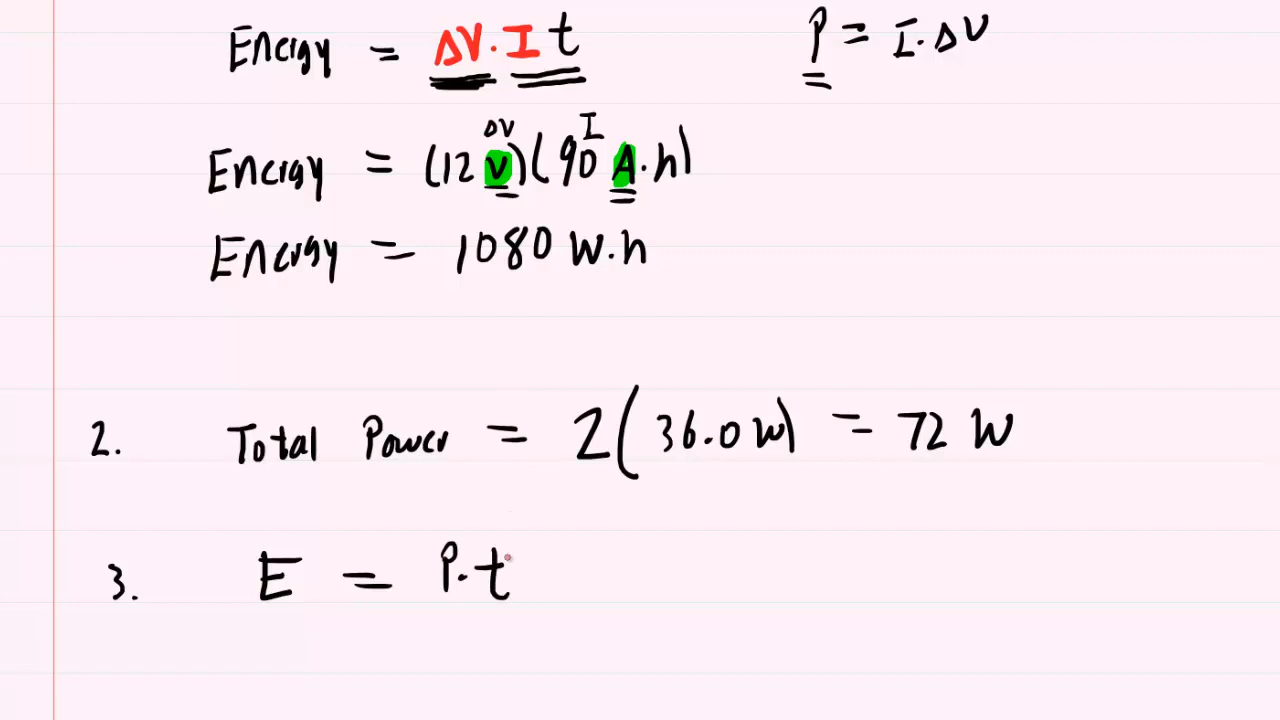 Energy = ΔV · I t P = I · ΔV
ΔV I
Energy = (12 V)(90 A · h)
Energy = 1080 W · h
2. Total Power = 2 (36.0 W) = 72 W
3. E = P · t